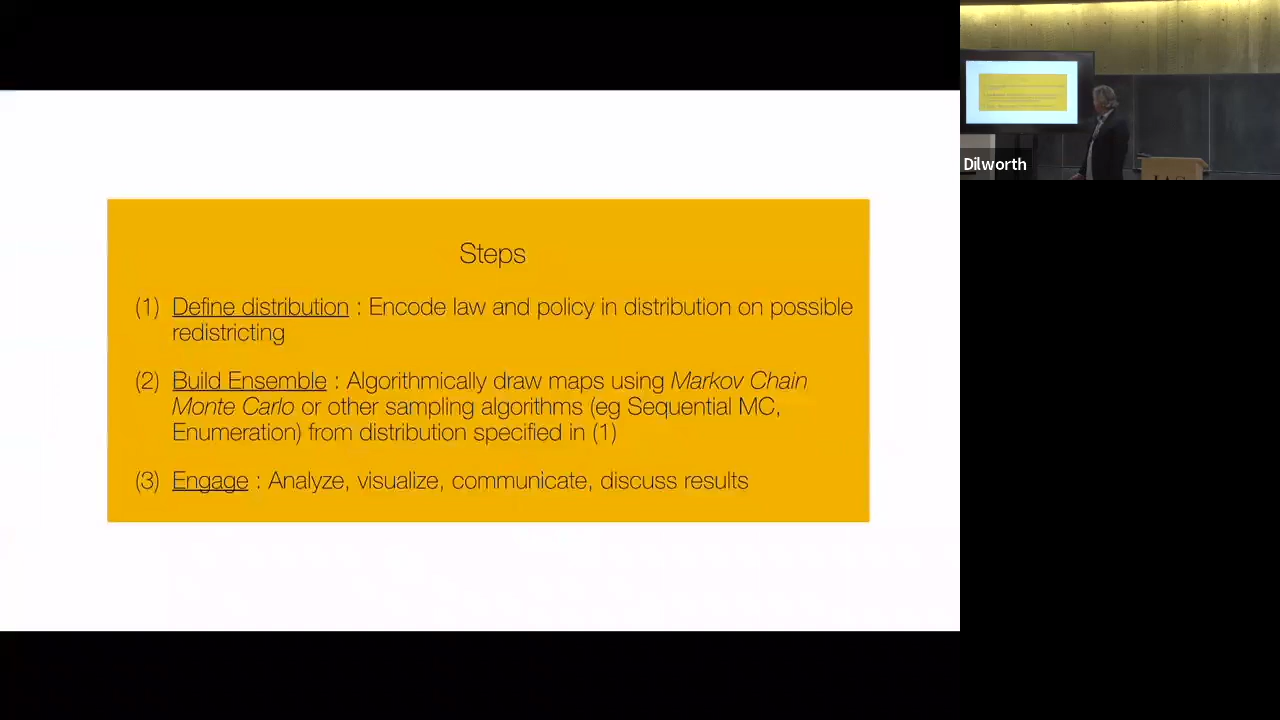 Steps
(1) Define distribution : Encode law and policy in distribution on possible
redistricting
(2) Build Ensemble : Algorithmically draw maps using Markov Chain
Monte Carlo or other sampling algorithms (eg Sequential MC,
Enumeration) from distribution specified in (1)
(3) Engage : Analyze, visualize, communicate, discuss results
Dilworth